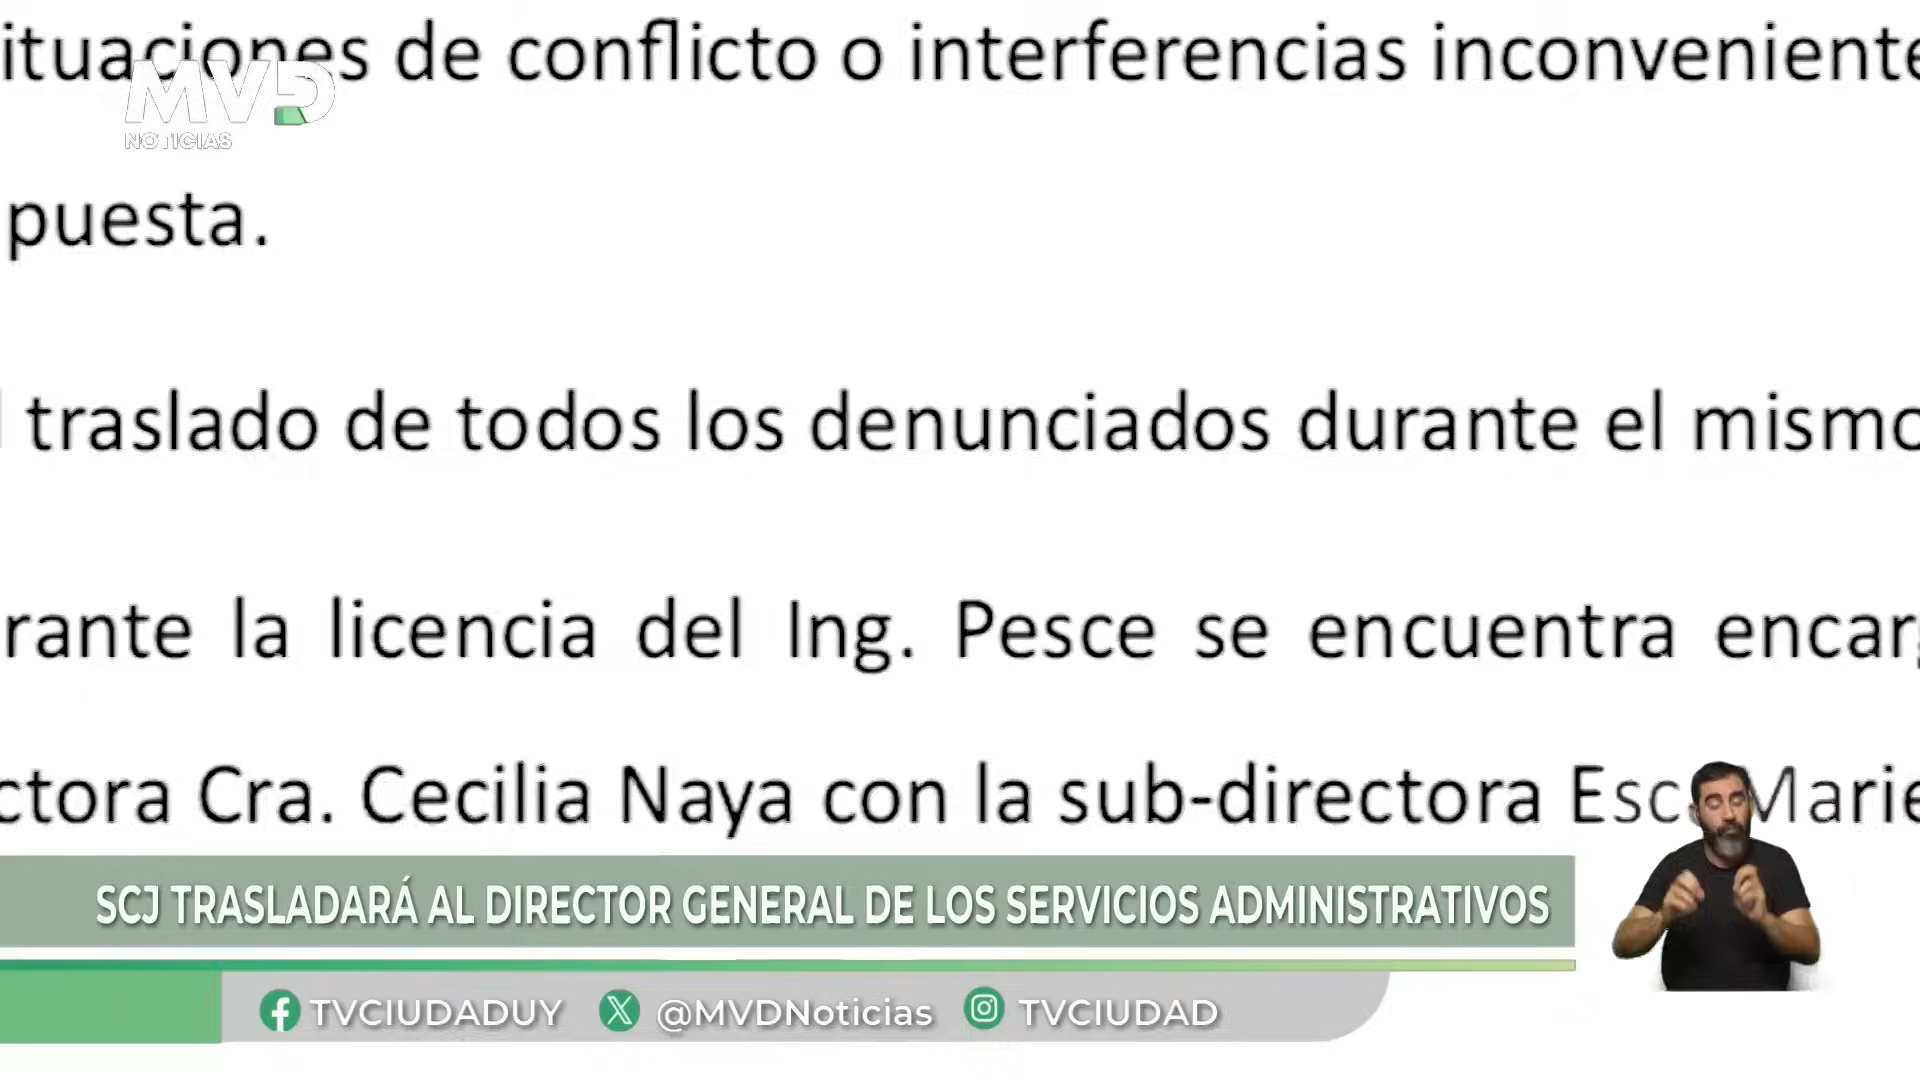 ituaciones de conflicto o interferencias inconveniente
MVD
NOTICIAS
puesta.
l traslado de todos los denunciados durante el mismo
rante la licencia del Ing. Pesce se encuentra encarg
ctora Cra. Cecilia Naya con la sub-directora Esc. Marie
SCJ TRASLADARÁ AL DIRECTOR GENERAL DE LOS SERVICIOS ADMINISTRATIVOS
TVCIUDADUY @MVDNoticias TVCIUDAD